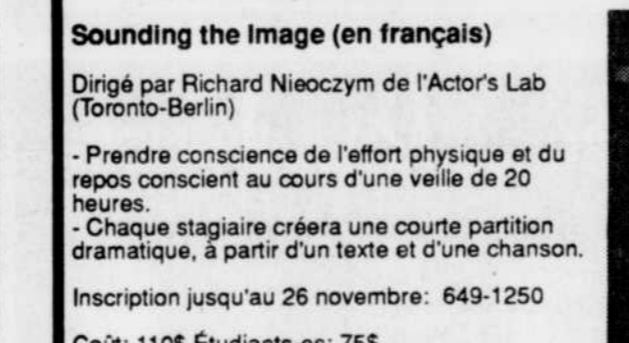 Sounding the Image (en français)
Dirigé par Richard Nieoczym de l'Actor's Lab
(Toronto-Berlin)
- Prendre conscience de l'effort physique et du
repos conscient au cours d'une veille de 20
heures.
- Chaque stagiaire créera une courte partition
dramatique, à partir d'un texte et d'une chanson.
Inscription jusqu'au 26 novembre: 649-1250
Coût: 110$ Étudiants-es: 75$